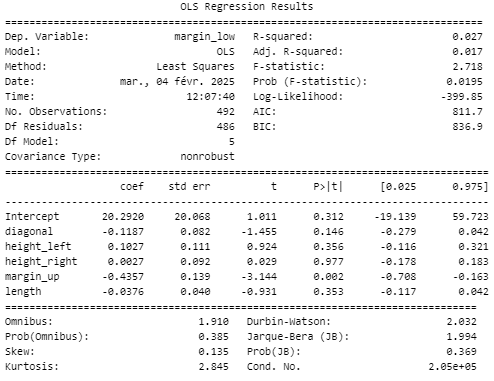 OLS Regression Results
==============================================================================
Dep. Variable:             margin_low   R-squared:                       0.027
Model:                            OLS   Adj. R-squared:                  0.017
Method:                 Least Squares   F-statistic:                     2.718
Date:              mar., 04 févr. 2025   Prob (F-statistic):             0.0195
Time:                        12:07:40   Log-Likelihood:                -399.85
No. Observations:                 492   AIC:                             811.7
Df Residuals:                     486   BIC:                             836.9
Df Model:                           5
Covariance Type:            nonrobust
================================================================================
                   coef    std err          t      P>|t|      [0.025      0.975]
--------------------------------------------------------------------------------
Intercept       20.2920     20.068      1.011      0.312     -19.139      59.723
diagonal        -0.1187      0.082     -1.455      0.146      -0.279       0.042
height_left      0.1027      0.111      0.924      0.356      -0.116       0.321
height_right     0.0027      0.092      0.029      0.977      -0.178       0.183
margin_up       -0.4357      0.139     -3.144      0.002      -0.708      -0.163
length          -0.0376      0.040     -0.931      0.353      -0.117       0.042
==============================================================================
Omnibus:                        1.910   Durbin-Watson:                   2.032
Prob(Omnibus):                  0.385   Jarque-Bera (JB):                1.994
Skew:                           0.135   Prob(JB):                        0.369
Kurtosis:                       2.845   Cond. No.                     2.05e+05